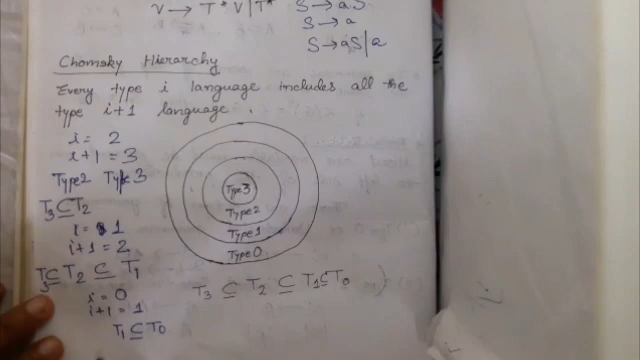 V → T* V | T*
S → aS
S → a
S → aS | a
Chomsky Hierarchy
Every type i language includes all the
type i+1 language.
i = 2
i+1 = 3
Type2 Type3
T₃ ⊆ T₂
i = 1
i+1 = 2
T₃ ⊆ T₂ ⊆ T₁
i = 0
i+1 = 1
T₁ ⊆ T₀
Type3
Type2
Type1
Type0
T₃ ⊆ T₂ ⊆ T₁ ⊆ T₀